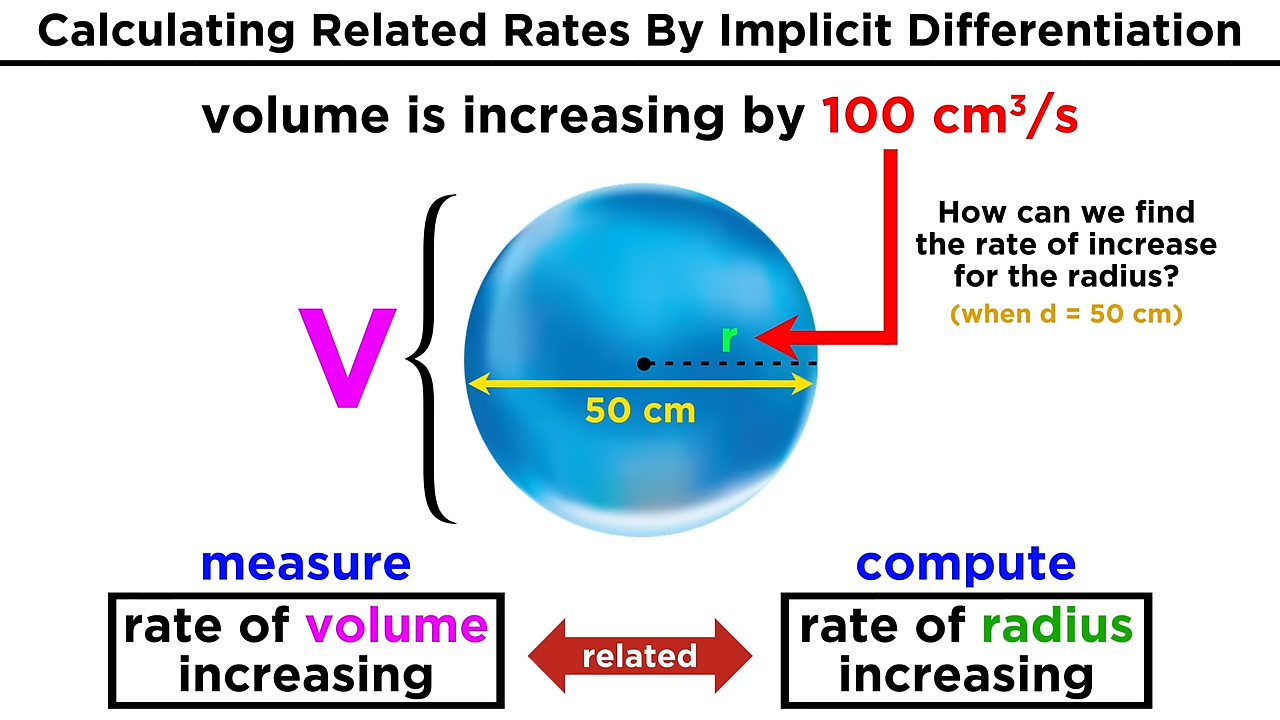 Calculating Related Rates By Implicit Differentiation
volume is increasing by 100 cm³/s
How can we find
the rate of increase
for the radius?
(when d = 50 cm)
V
r
50 cm
measure
rate of volume
increasing
related
compute
rate of radius
increasing